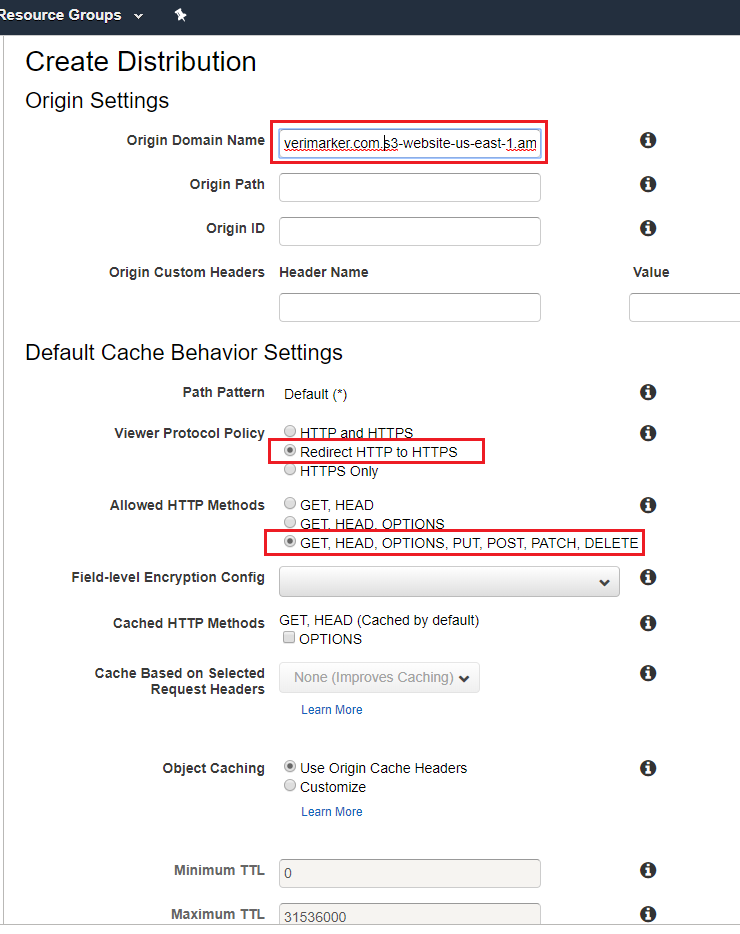 Resource Groups
Create Distribution
Origin Settings
Origin Domain Name verimarker.com.s3-website-us-east-1.am
Origin Path
Origin ID
Origin Custom Headers Header Name Value
Default Cache Behavior Settings
Path Pattern Default (*)
Viewer Protocol Policy HTTP and HTTPS
Redirect HTTP to HTTPS
HTTPS Only
Allowed HTTP Methods GET, HEAD
GET, HEAD, OPTIONS
GET, HEAD, OPTIONS, PUT, POST, PATCH, DELETE
Field-level Encryption Config
Cached HTTP Methods GET, HEAD (Cached by default)
OPTIONS
Cache Based on Selected
Request Headers None (Improves Caching)
Learn More
Object Caching Use Origin Cache Headers
Customize
Learn More
Minimum TTL 0
Maximum TTL 31536000